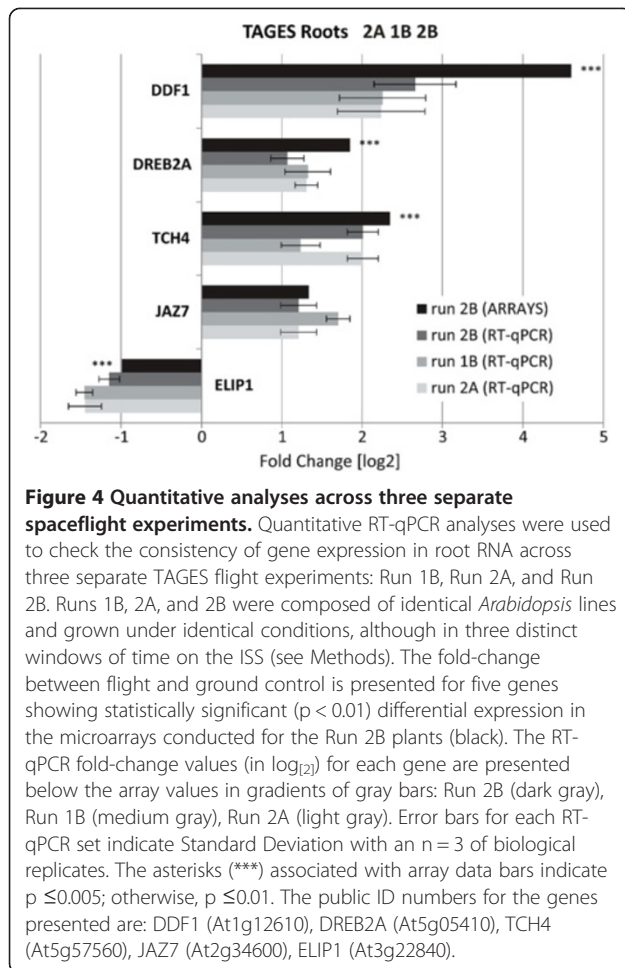 TAGES Roots 2A 1B 2B
DDF1
***
DREB2A
***
TCH4
***
JAZ7
run 2B (ARRAYS)
run 2B (RT-qPCR)
run 1B (RT-qPCR)
run 2A (RT-qPCR)
***
ELIP1
-2 -1 0 1 2 3 4 5
Fold Change [log2]
Figure 4 Quantitative analyses across three separate
spaceflight experiments. Quantitative RT-qPCR analyses were used
to check the consistency of gene expression in root RNA across
three separate TAGES flight experiments: Run 1B, Run 2A, and Run
2B. Runs 1B, 2A, and 2B were composed of identical Arabidopsis lines
and grown under identical conditions, although in three distinct
windows of time on the ISS (see Methods). The fold-change
between flight and ground control is presented for five genes
showing statistically significant (p < 0.01) differential expression in
the microarrays conducted for the Run 2B plants (black). The RT-
qPCR fold-change values (in log[2]) for each gene are presented
below the array values in gradients of gray bars: Run 2B (dark gray),
Run 1B (medium gray), Run 2A (light gray). Error bars for each RT-
qPCR set indicate Standard Deviation with an n = 3 of biological
replicates. The asterisks (***) associated with array data bars indicate
p ≤0.005; otherwise, p ≤0.01. The public ID numbers for the genes
presented are: DDF1 (At1g12610), DREB2A (At5g05410), TCH4
(At5g57560), JAZ7 (At2g34600), ELIP1 (At3g22840).